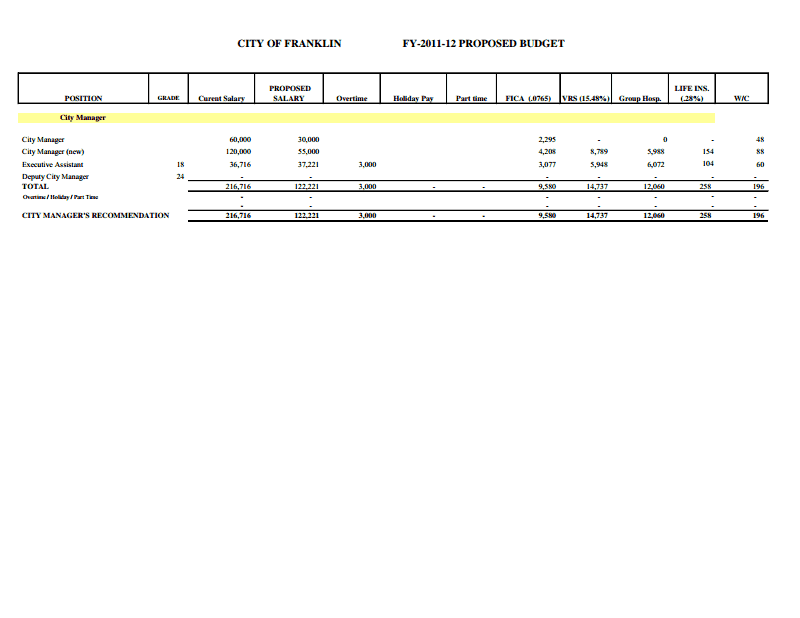 CITY OF FRANKLIN FY-2011-12 PROPOSED BUDGET
POSITION GRADE Curent Salary PROPOSED SALARY Overtime Holiday Pay Part time FICA (.0765) VRS (15.48%) Group Hosp. LIFE INS. (.28%) W/C
City Manager
City Manager 60,000 30,000 2,295 - 0 - 48
City Manager (new) 120,000 55,000 4,208 8,789 5,988 154 88
Executive Assistant 18 36,716 37,221 3,000 3,077 5,948 6,072 104 60
Deputy City Manager 24 - - - - - - -
TOTAL 216,716 122,221 3,000 - - 9,580 14,737 12,060 258 196
Overtime / Holiday / Part Time - - - - - - -
- - - - - - -
CITY MANAGER'S RECOMMENDATION 216,716 122,221 3,000 - - 9,580 14,737 12,060 258 196